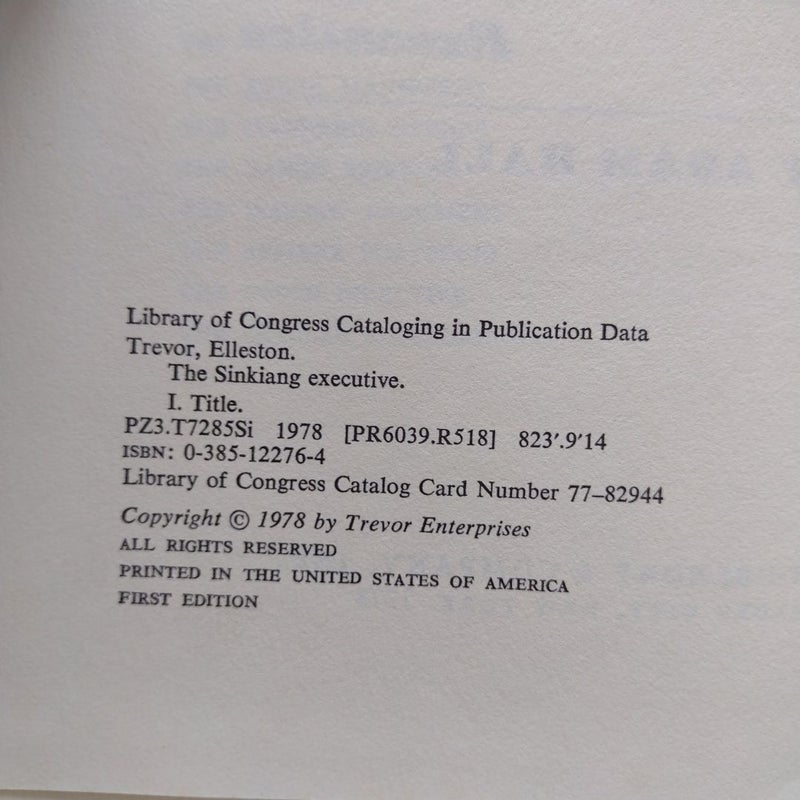 Library of Congress Cataloging in Publication Data
Trevor, Elleston.
The Sinkiang executive.
I. Title.
PZ3.T7285Si 1978 [PR6039.R518] 823'.9'14
ISBN: 0-385-12276-4
Library of Congress Catalog Card Number 77–82944
Copyright © 1978 by Trevor Enterprises
ALL RIGHTS RESERVED
PRINTED IN THE UNITED STATES OF AMERICA
FIRST EDITION